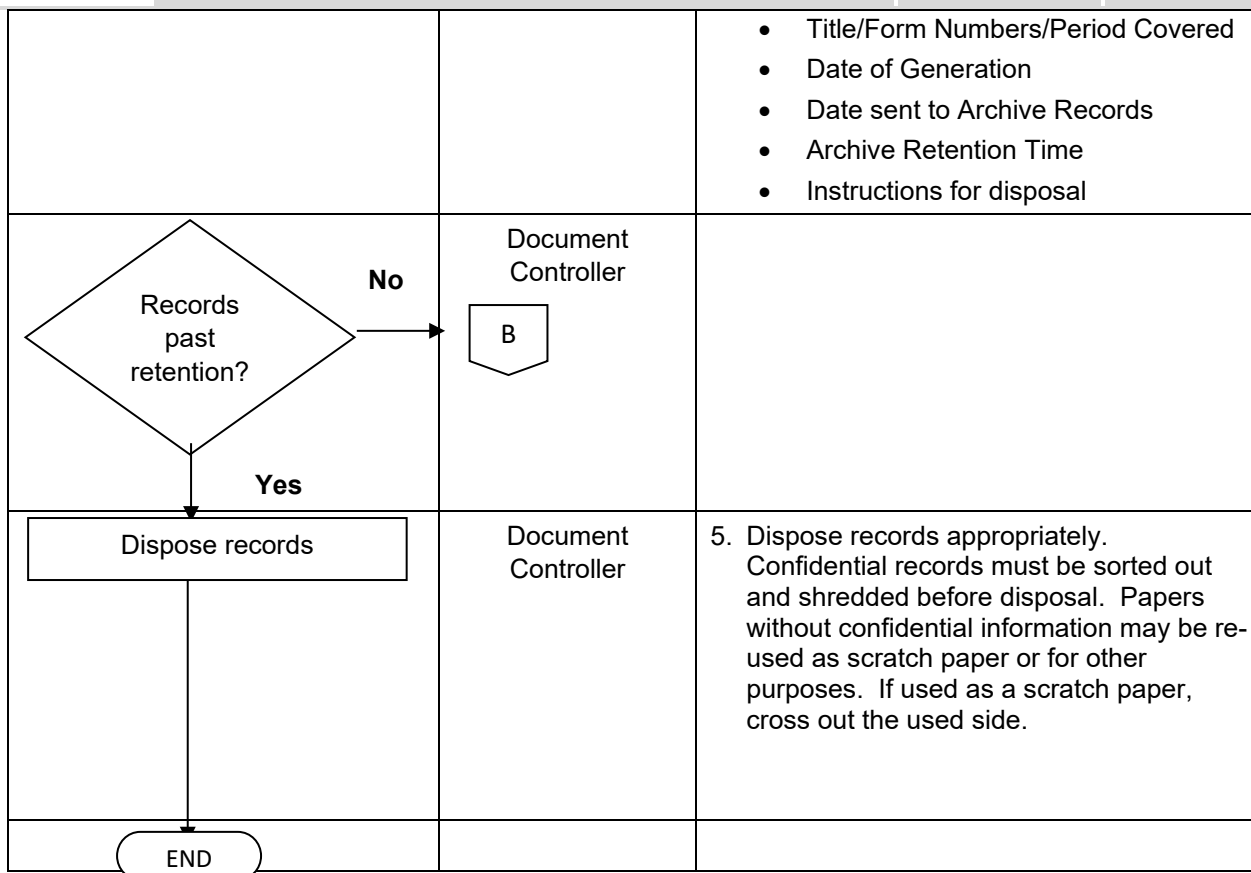 • Title/Form Numbers/Period Covered
• Date of Generation
• Date sent to Archive Records
• Archive Retention Time
• Instructions for disposal
Records
past
retention?
No
Yes
Document
Controller
B
Dispose records
Document
Controller
5. Dispose records appropriately.
Confidential records must be sorted out
and shredded before disposal. Papers
without confidential information may be re-
used as scratch paper or for other
purposes. If used as a scratch paper,
cross out the used side.
END